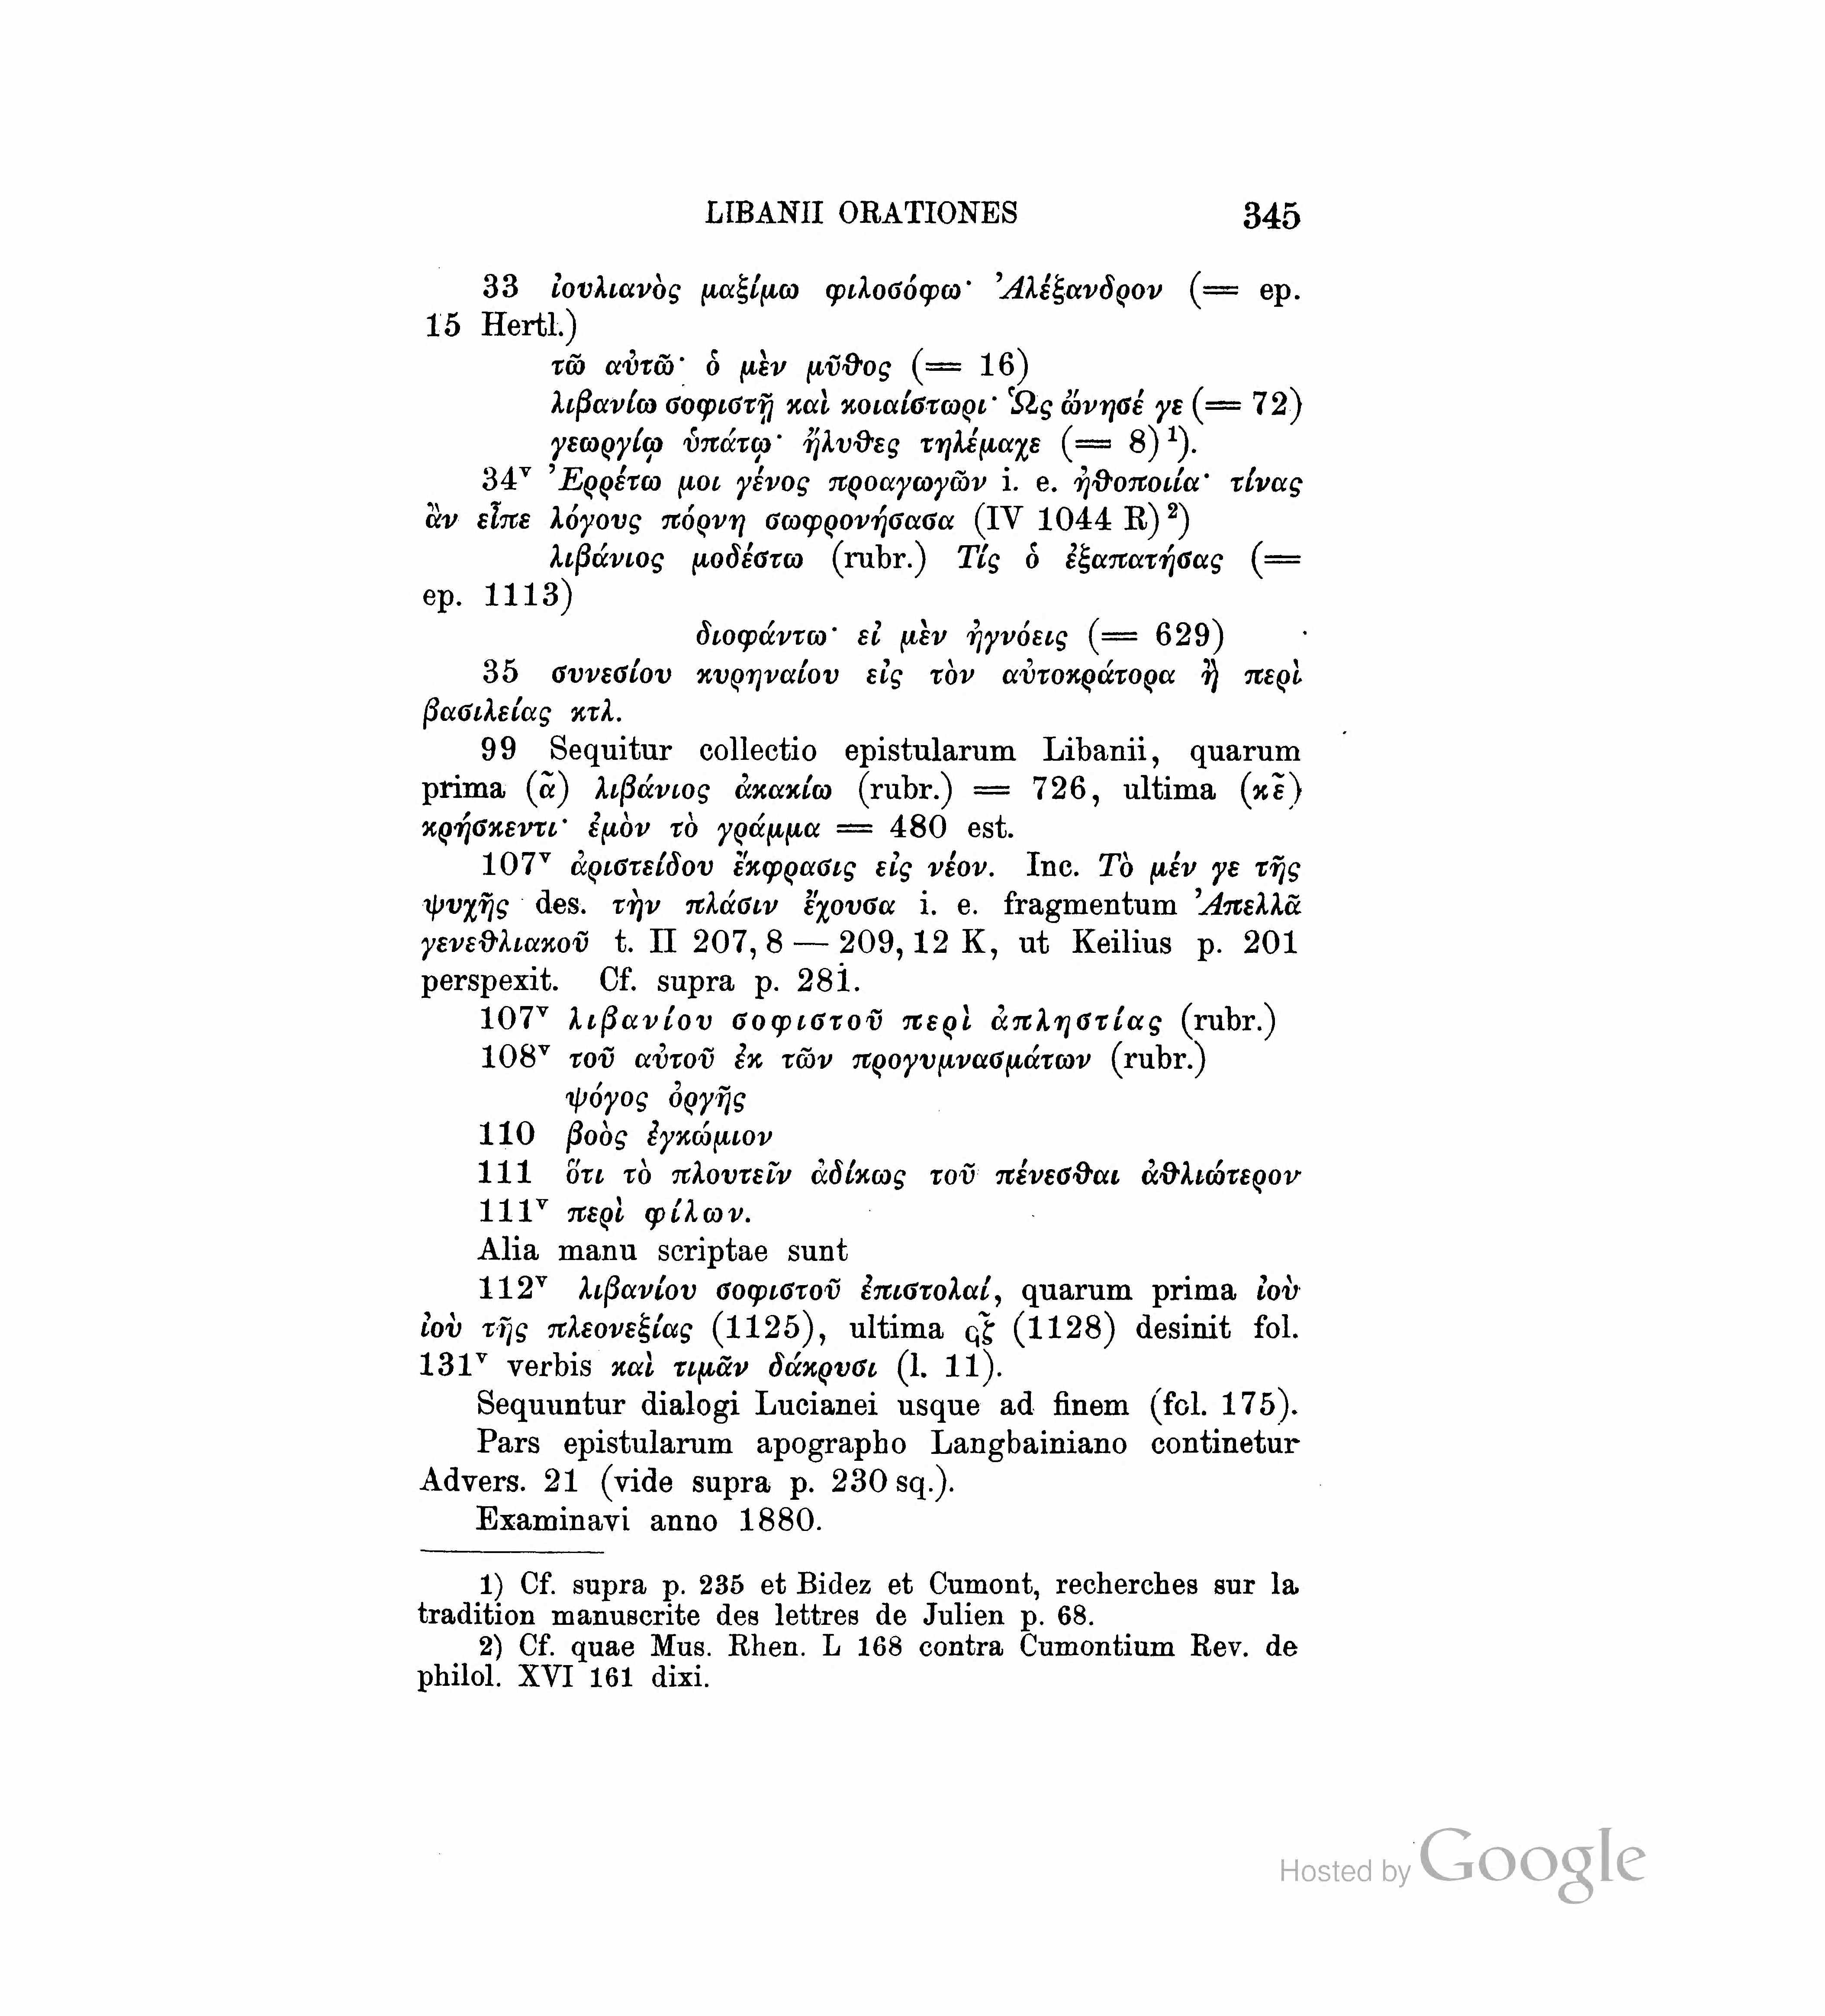 LIBANII ORATIONES 345
33 ἰουλιανὸς μαξίμω φιλοσόφω· Ἀλέξανδρον (= ep.
15 Hertl.)
τῶ αὐτῶ· ὁ μὲν μῦθος (= 16)
λιβανίω σοφιστῇ καὶ κοιαίστωρι· Ὡς ὤνησέ γε (= 72)
γεωργίῳ ὑπάτῳ· ἤλυθες τηλέμαχε (= 8)¹).
34ᵛ Ἐρρέτω μοι γένος προαγωγῶν i. e. ἠθοποιία· τίνας
ἂν εἶπε λόγους πόρνη σωφρονήσασα (IV 1044 R)²)
λιβάνιος μοδέστω (rubr.) Τίς ὁ ἐξαπατήσας (=
ep. 1113)
διοφάντω· εἰ μὲν ἠγνόεις (= 629)
35 συνεσίου κυρηναίου εἰς τὸν αὐτοκράτορα ἢ περὶ
βασιλείας κτλ.
99 Sequitur collectio epistularum Libanii, quarum
prima (α῀) λιβάνιος ἀκακίω (rubr.) = 726, ultima (κε῀)
κρήσκεντι· ἐμὸν τὸ γράμμα = 480 est.
107ᵛ ἀριστείδου ἔκφρασις εἰς νέον. Inc. Τὸ μέν γε τῆς
ψυχῆς des. τὴν πλάσιν ἔχουσα i. e. fragmentum Ἀπελλᾶ
γενεθλιακοῦ t. II 207, 8 — 209, 12 K, ut Keilius p. 201
perspexit. Cf. supra p. 281.
107ᵛ λιβανίου σοφιστοῦ περὶ ἀπληστίας (rubr.)
108ᵛ τοῦ αὐτοῦ ἐκ τῶν προγυμνασμάτων (rubr.)
ψόγος ὀργῆς
110 βοὸς ἐγκώμιον
111 ὅτι τὸ πλουτεῖν ἀδίκως τοῦ πένεσθαι ἀθλιώτερον
111ᵛ περὶ φίλων.
Alia manu scriptae sunt
112ᵛ λιβανίου σοφιστοῦ ἐπιστολαί, quarum prima ἰοὺ
ἰοὺ τῆς πλεονεξίας (1125), ultima ϟζ῀ (1128) desinit fol.
131ᵛ verbis καὶ τιμᾶν δάκρυσι (l. 11).
Sequuntur dialogi Lucianei usque ad finem (fol. 175).
Pars epistularum apographo Langbainiano continetur
Advers. 21 (vide supra p. 230 sq.).
Examinavi anno 1880.
1) Cf. supra p. 235 et Bidez et Cumont, recherches sur la
tradition manuscrite des lettres de Julien p. 68.
2) Cf. quae Mus. Rhen. L 168 contra Cumontium Rev. de
philol. XVI 161 dixi.
Hosted by Google